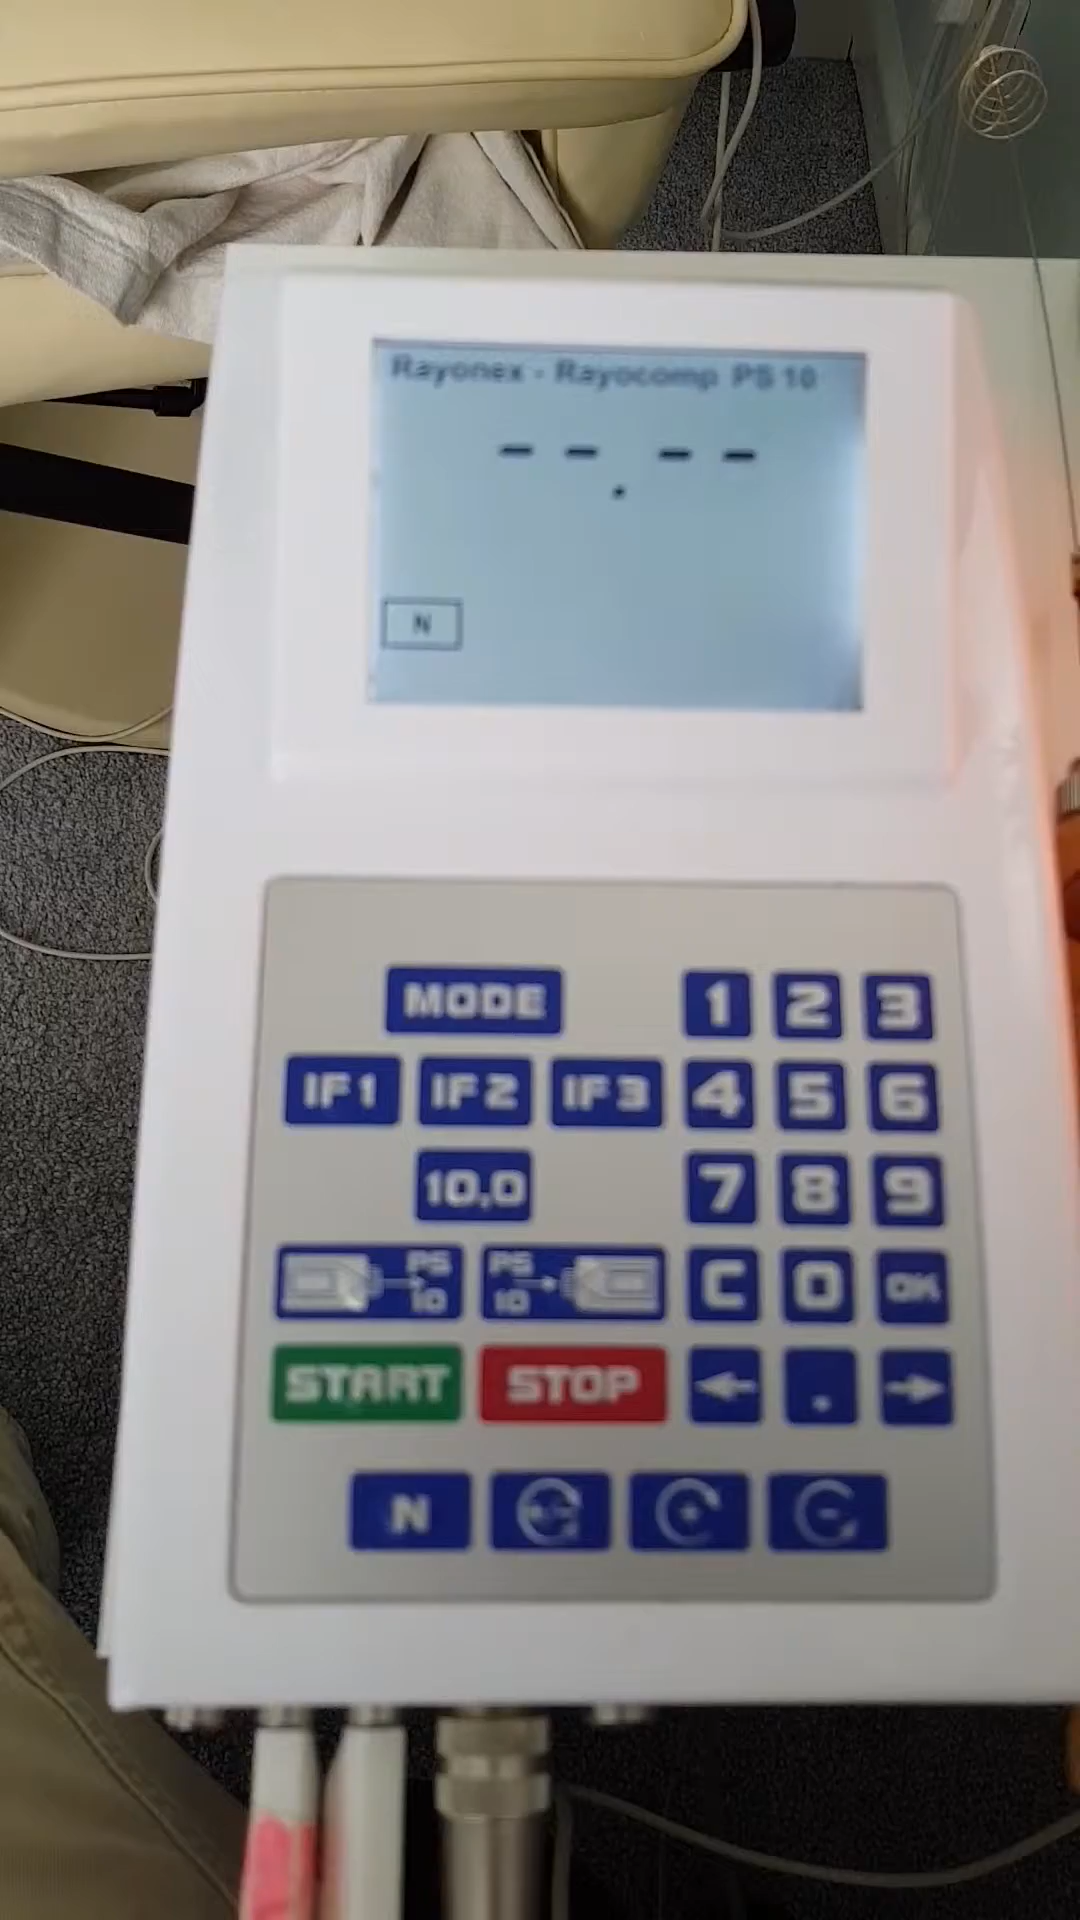 Rayonex - Rayocomp PS 10
- - . - -
N
MODE 1 2 3
IF1 IF2 IF3 4 5 6
10,0 7 8 9
PS 10 PS 10 C 0 OK
START STOP ← . →
N +/- + -